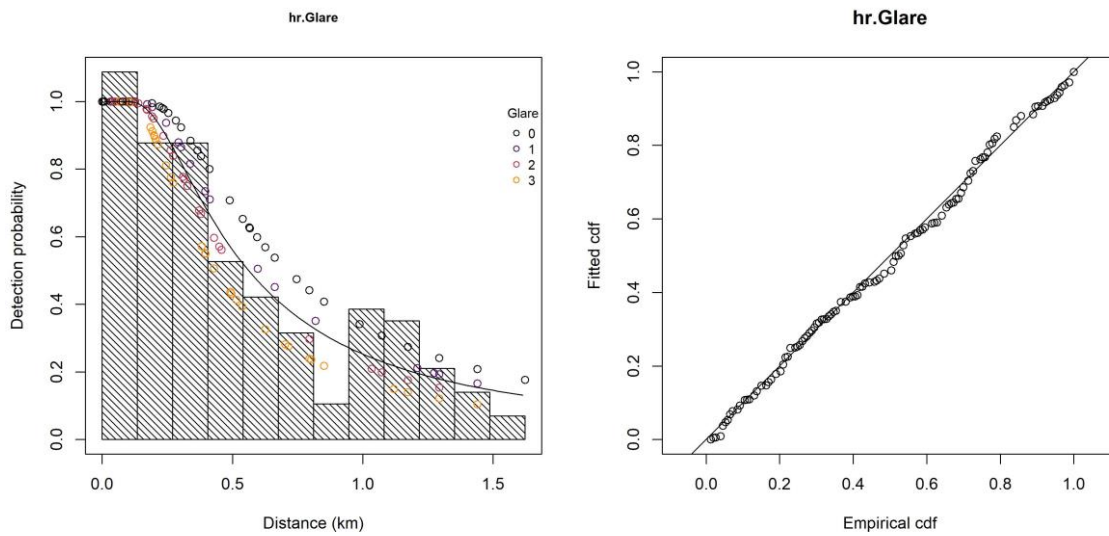 hr.Glare
Detection probability
1.0
0.8
0.6
0.4
0.2
0.0
Glare
0
1
2
3
0.0 0.5 1.0 1.5
Distance (km)
hr.Glare
Fitted cdf
1.0
0.8
0.6
0.4
0.2
0.0
0.0 0.2 0.4 0.6 0.8 1.0
Empirical cdf